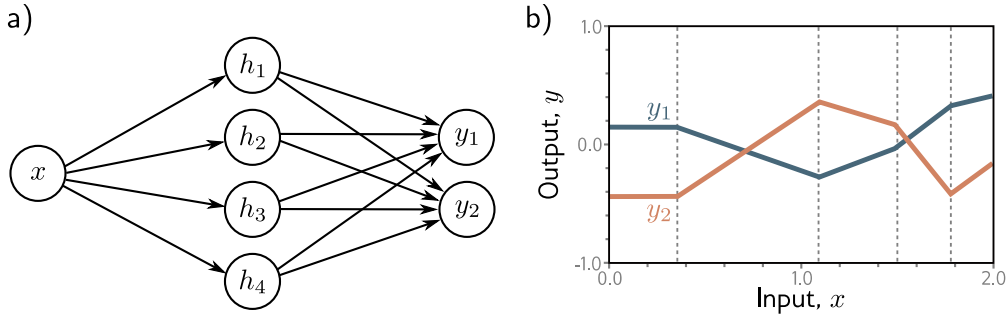 a)
x
h₁
h₂
h₃
h₄
y₁
y₂
b)
Output, y
1.0
0.0
-1.0
y₁
y₂
0.0
1.0
2.0
Input, x